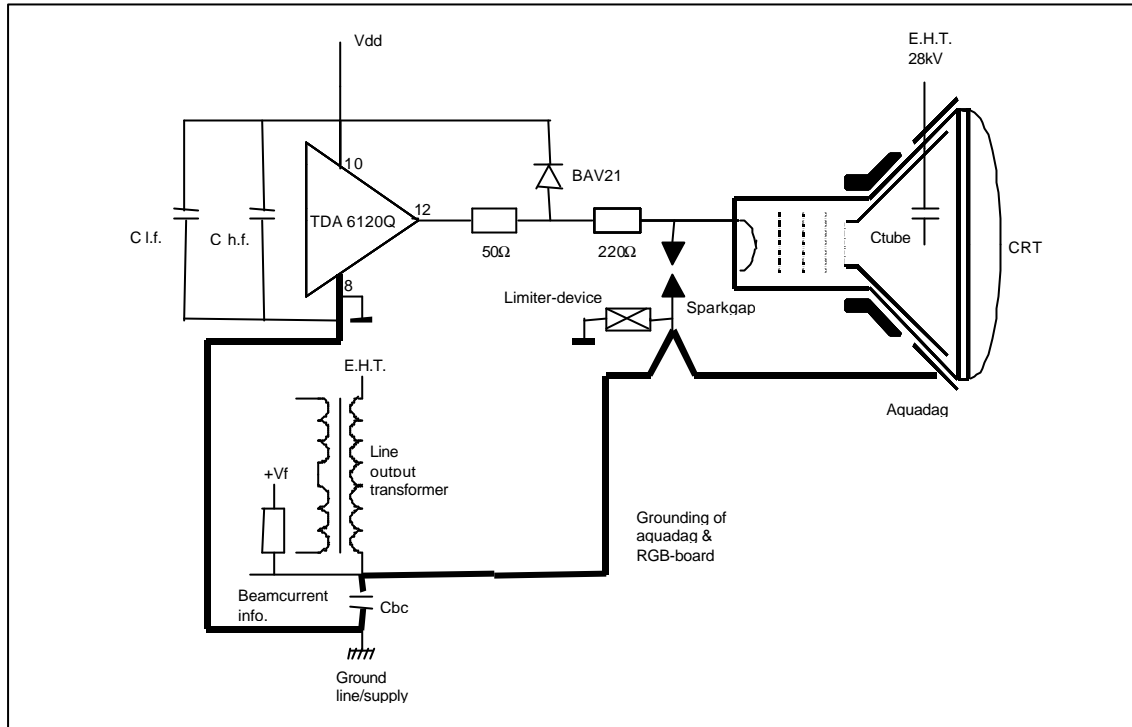 Vdd
E.H.T.
28kV
10
BAV21
12
TDA 6120Q
C l.f.
C h.f.
50Ω
220Ω
Ctube
CRT
8
Limiter-device
Sparkgap
E.H.T.
Aquadag
Line
output
transformer
+Vf
Grounding of
aquadag &
RGB-board
Beamcurrent
info.
Cbc
Ground
line/supply